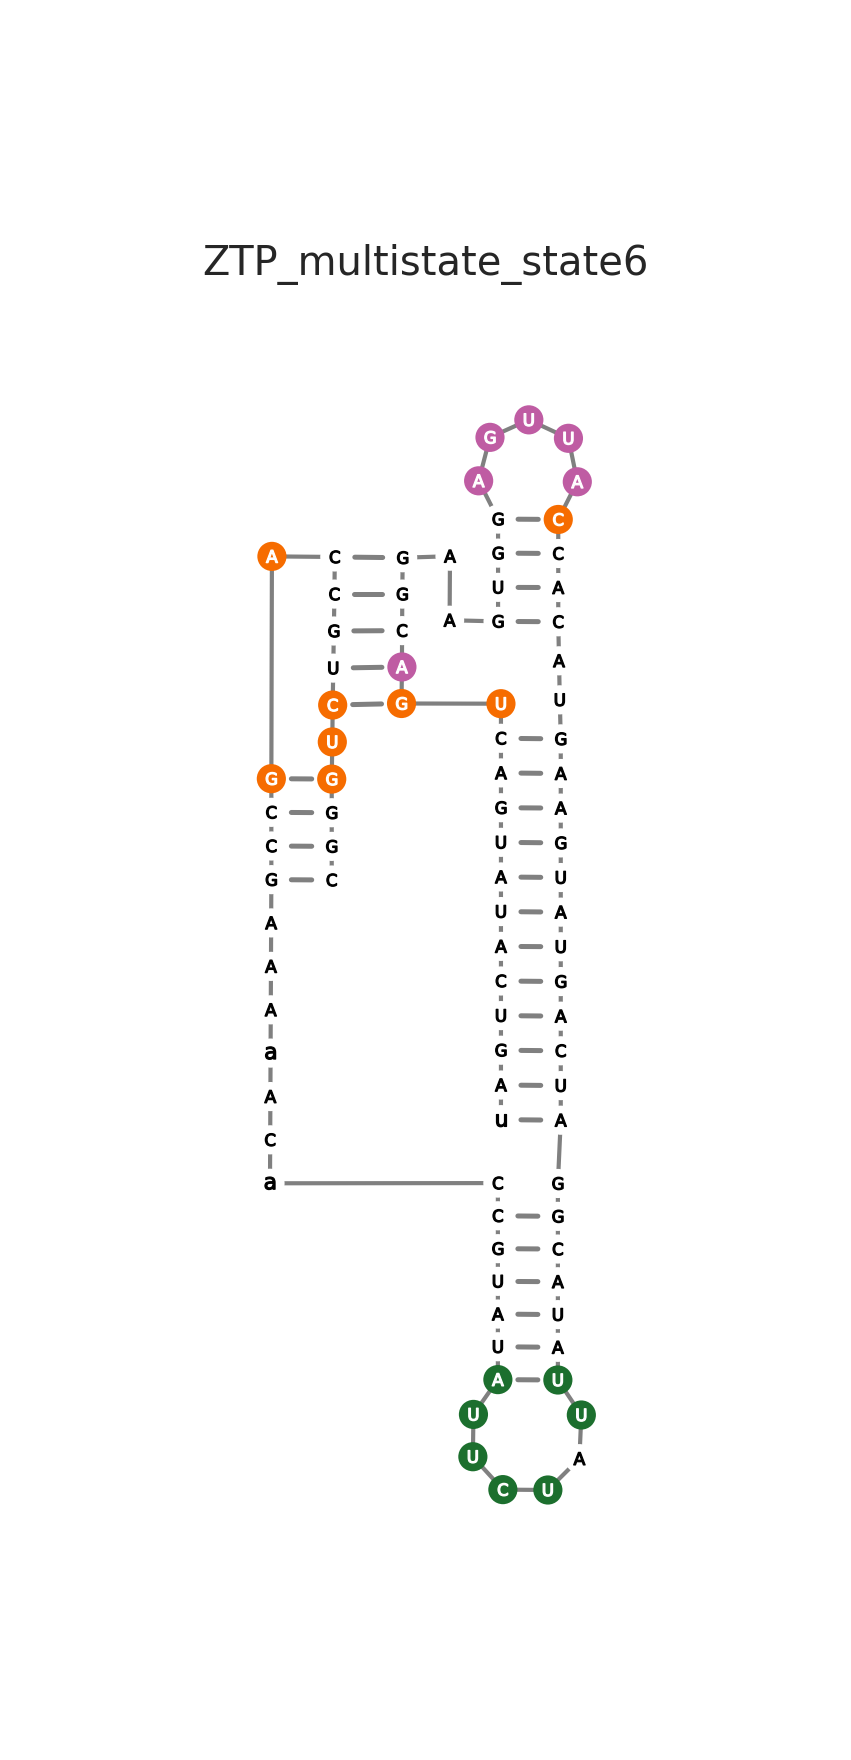 ZTP_multistate_state6
U
G U
A A
G C
A C G A G C
C G U A
G C A G C
U A A
C G U U
U C G
G G A A
C G G A
C G U G
G C A U
U A
A
A U
A
C G
A U A
a G C
A A U
u A
C
a C G
C G
G C
U A
A U
U A
A U
U U
U A
C U